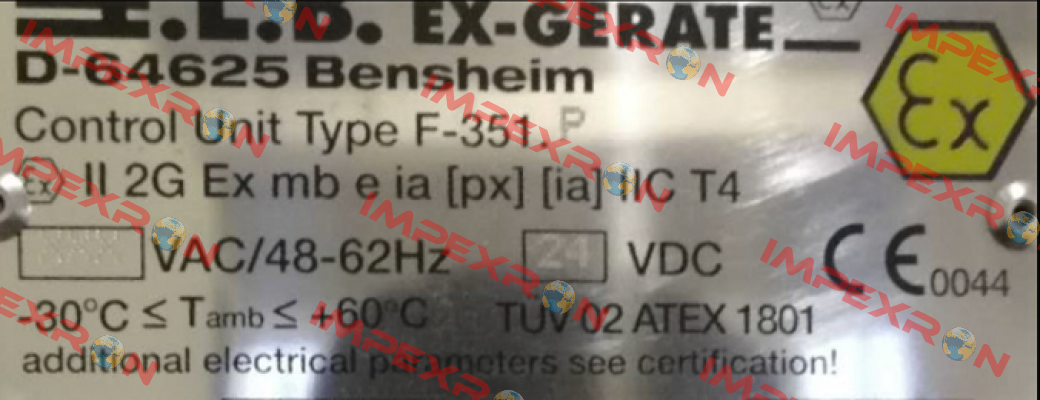 .L.B. EX-GERÄTE
D-64625 Bensheim
Control Unit Type F-351 P
Ex II 2G Ex mb e ia [px] [ia] IIC T4
VAC/48-62Hz 24 VDC
CE 0044
-30°C ≤ Tamb ≤ +60°C TÜV 02 ATEX 1801
additional electrical parameters see certification!
Ex
IMPEXRON